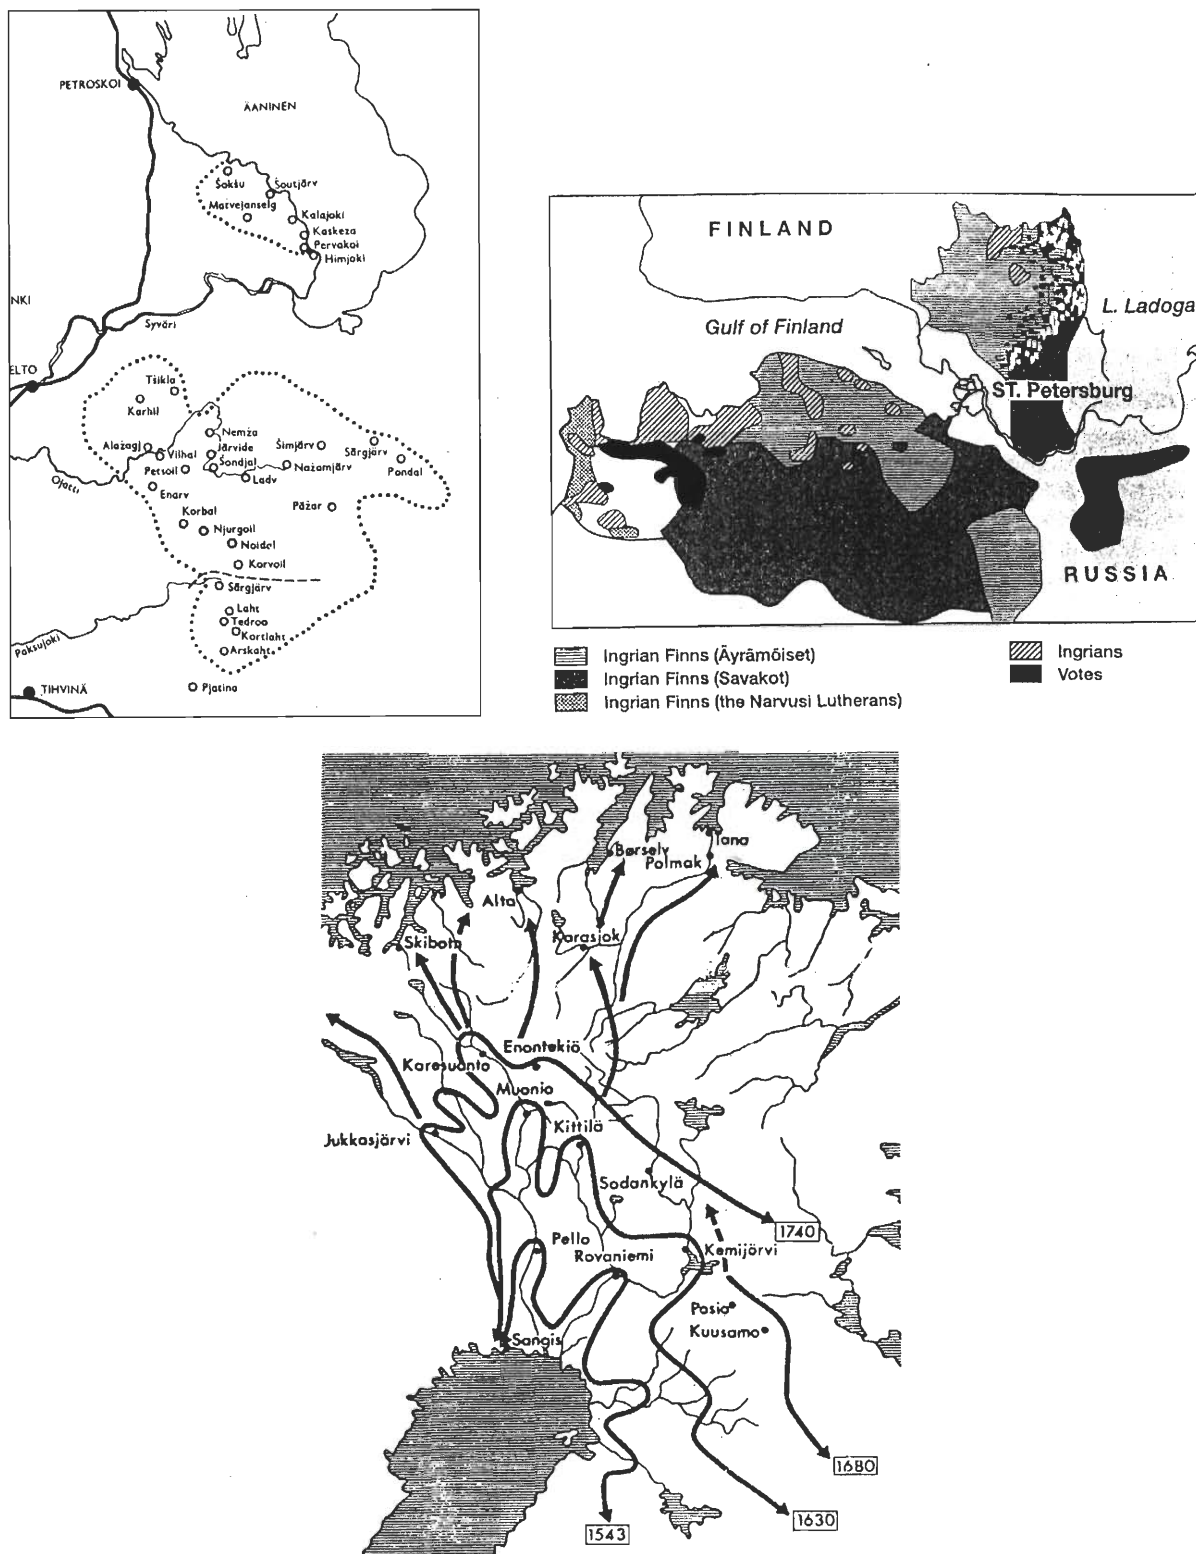 PETROSKOI
ÄÄNINEN
Šokšu
Šoutjärv
Matvejanselg
Kalajoki
Kaskeza
Pervakoi
Himjoki
NKI
Syväri
ELTO
Tšikla
Karhil
Nemža
Alažagj
Vilhal
Järvide
Šimjärv
Särgjärv
Petsoil
Šondjal
Nažamjärv
Pondal
Ojatti
Enarv
Ladv
Korbal
Päžar
Njurgoil
Noidel
Korvoil
Särgjärv
Laht
Tedroo
Kortlaht
Paksujoki
Arskaht
TIHVINÄ
Pjatina
FINLAND
Gulf of Finland
L. Ladoga
ST. Petersburg
RUSSIA
Ingrian Finns (Äyrämöiset)
Ingrian Finns (Savakot)
Ingrian Finns (the Narvusi Lutherans)
Ingrians
Votes
Tana
Børselv
Polmak
Alta
Skibotn
Karasjok
Enontekiö
Karesuanto
Muonio
Kittilä
Jukkasjärvi
Sodankylä
1740
Pello
Rovaniemi
Kemijärvi
Posio
Kuusamo
Sangis
1680
1630
1543